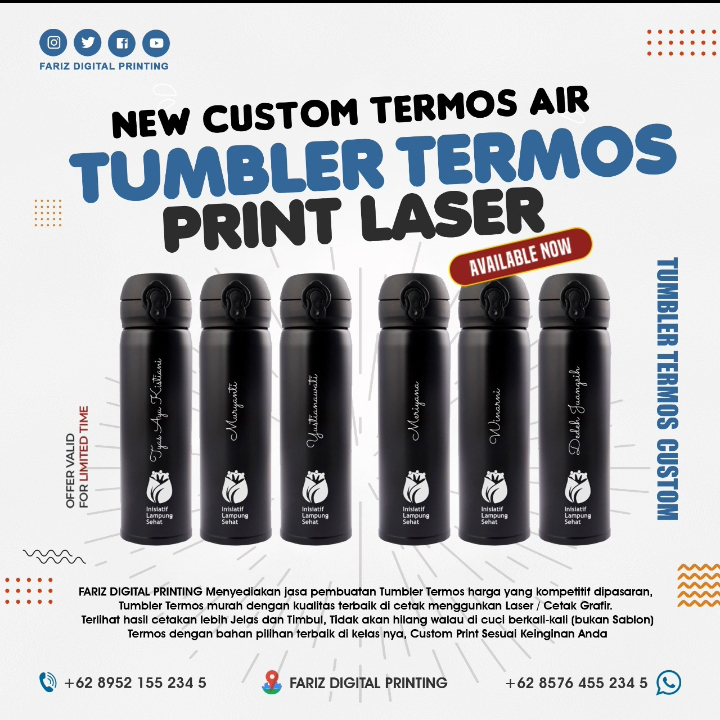 FARIZ DIGITAL PRINTING
NEW CUSTOM TERMOS AIR
TUMBLER TERMOS
PRINT LASER
AVAILABLE NOW
TUMBLER TERMOS CUSTOM
OFFER VALID
FOR LIMITED TIME
Tyas Ayu Kistiani
Maryanti
Yustianawati
Meriyana
Winarni
Dedeh Juangsih
Inisiatif
Lampung
Sehat
Inisiatif
Lampung
Sehat
Inisiatif
Lampung
Sehat
Inisiatif
Lampung
Sehat
Inisiatif
Lampung
Sehat
Inisiatif
Lampung
Sehat
FARIZ DIGITAL PRINTING Menyediakan jasa pembuatan Tumbler Termos harga yang kompetitif dipasaran,
Tumbler Termos murah dengan kualitas terbaik di cetak menggunkan Laser / Cetak Grafir.
Terlihat hasil cetakan lebih Jelas dan Timbul, Tidak akan hilang walau di cuci berkali-kali (bukan Sablon)
Termos dengan bahan pilihan terbaik di kelas nya, Custom Print Sesuai Keinginan Anda
+62 8952 155 234 5
FARIZ DIGITAL PRINTING
+62 8576 455 234 5